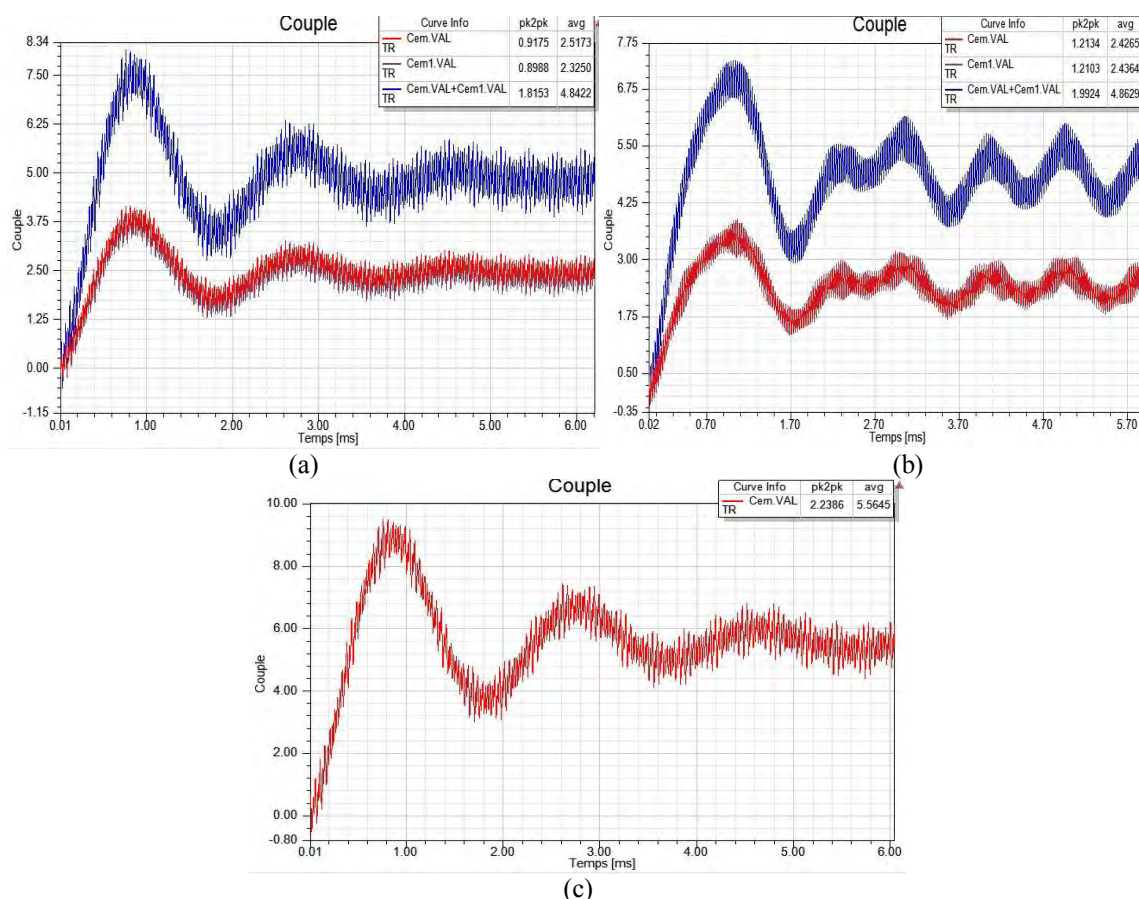 Couple
Curve Info pk2pk avg
Cem.VAL 0.9175 2.5173
TR
Cem1.VAL 0.8988 2.3250
TR
Cem.VAL+Cem1.VAL 1.8153 4.8422
TR
8.34
7.50
6.25
5.00
3.75
2.50
1.25
0.00
-1.15
Couple
0.01 1.00 2.00 3.00 4.00 5.00 6.00
Temps [ms]
(a)
Couple
Curve Info pk2pk avg
Cem.VAL 1.2134 2.4265
TR
Cem1.VAL 1.2103 2.4364
TR
Cem.VAL+Cem1.VAL 1.9924 4.8629
TR
7.75
6.75
5.50
4.25
3.00
1.75
0.50
-0.35
Couple
0.02 0.70 1.70 2.70 3.70 4.70 5.70
Temps [ms]
(b)
Couple
Curve Info pk2pk avg
Cem.VAL 2.2386 5.5645
TR
10.00
8.00
6.00
4.00
2.00
0.00
-0.80
Couple
0.01 1.00 2.00 3.00 4.00 5.00 6.00
Temps [ms]
(c)